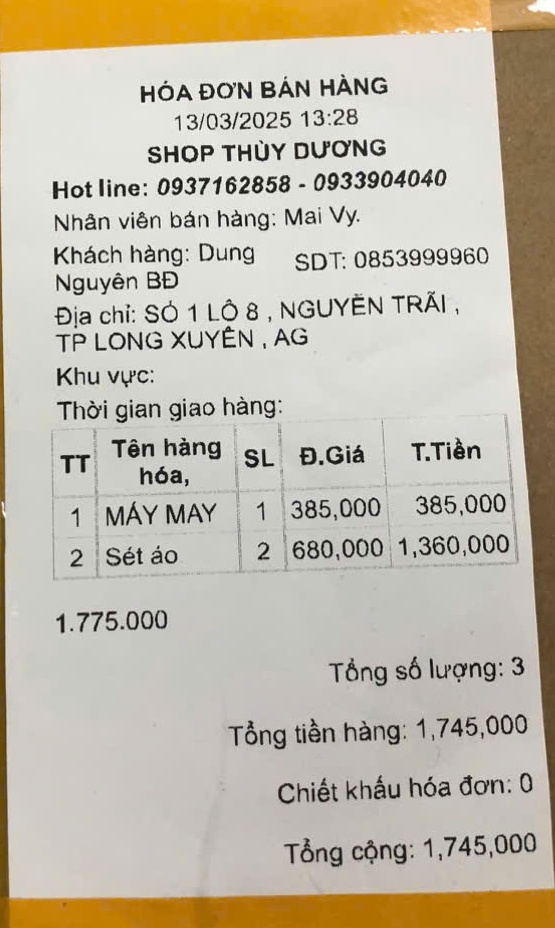 HÓA ĐƠN BÁN HÀNG
13/03/2025 13:28
SHOP THÙY DƯƠNG
Hot line: 0937162858 - 0933904040
Nhân viên bán hàng: Mai Vy.
Khách hàng: Dung Nguyên BĐ
SDT: 0853999960
Địa chỉ: SỐ 1 LÔ 8 , NGUYỄN TRÃI ,
TP LONG XUYÊN , AG
Khu vực:
Thời gian giao hàng:
TT Tên hàng hóa, SL Đ.Giá T.Tiền
1 MÁY MAY 1 385,000 385,000
2 Sét áo 2 680,000 1,360,000
1.775.000
Tổng số lượng: 3
Tổng tiền hàng: 1,745,000
Chiết khấu hóa đơn: 0
Tổng cộng: 1,745,000